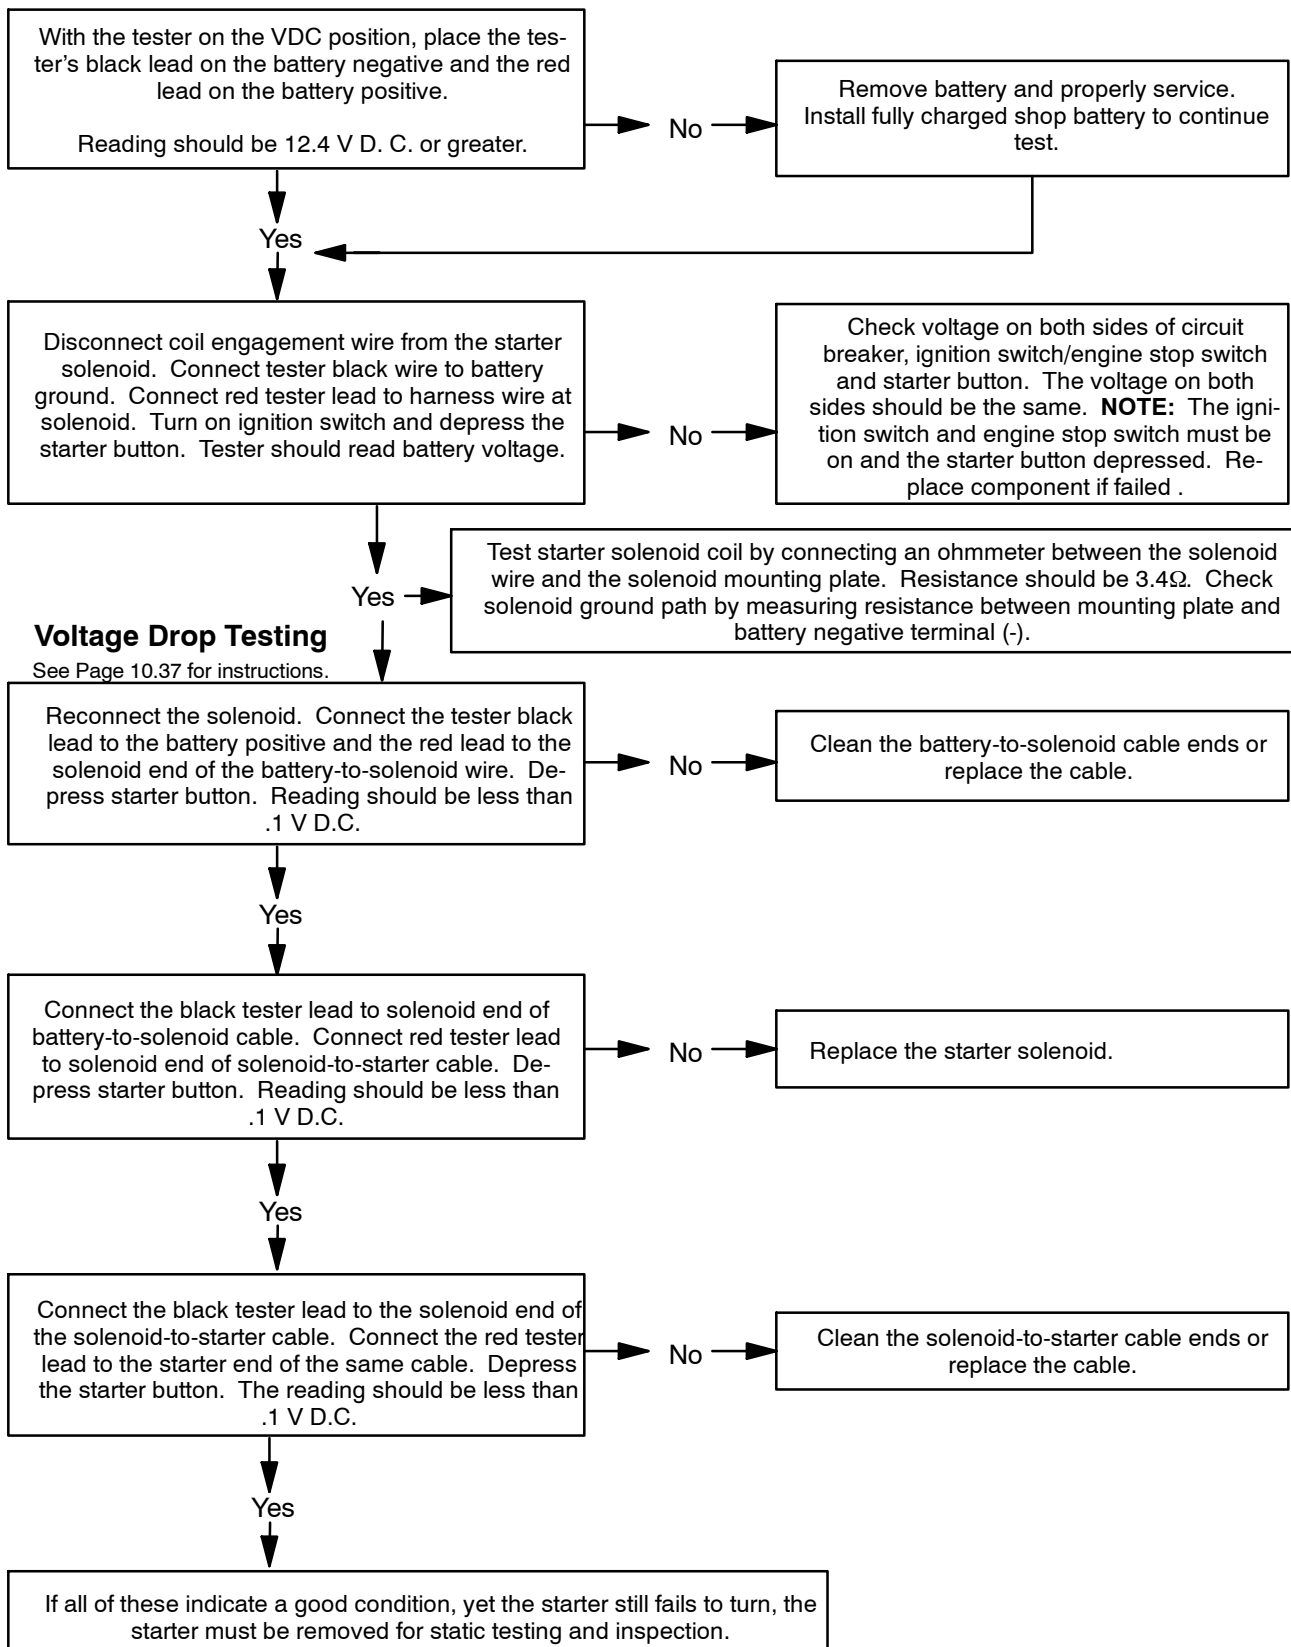 With the tester on the VDC position, place the tes-
ter's black lead on the battery negative and the red
lead on the battery positive.
Reading should be 12.4 V D. C. or greater.
No
Remove battery and properly service.
Install fully charged shop battery to continue
test.
Yes
Disconnect coil engagement wire from the starter
solenoid. Connect tester black wire to battery
ground. Connect red tester lead to harness wire at
solenoid. Turn on ignition switch and depress the
starter button. Tester should read battery voltage.
No
Check voltage on both sides of circuit
breaker, ignition switch/engine stop switch
and starter button. The voltage on both
sides should be the same. NOTE: The igni-
tion switch and engine stop switch must be
on and the starter button depressed. Re-
place component if failed .
Yes
Test starter solenoid coil by connecting an ohmmeter between the solenoid
wire and the solenoid mounting plate. Resistance should be 3.4Ω. Check
solenoid ground path by measuring resistance between mounting plate and
battery negative terminal (-).
Voltage Drop Testing
See Page 10.37 for instructions.
Reconnect the solenoid. Connect the tester black
lead to the battery positive and the red lead to the
solenoid end of the battery-to-solenoid wire. De-
press starter button. Reading should be less than
.1 V D.C.
No
Clean the battery-to-solenoid cable ends or
replace the cable.
Yes
Connect the black tester lead to solenoid end of
battery-to-solenoid cable. Connect red tester lead
to solenoid end of solenoid-to-starter cable. De-
press starter button. Reading should be less than
.1 V D.C.
No
Replace the starter solenoid.
Yes
Connect the black tester lead to the solenoid end of
the solenoid-to-starter cable. Connect the red tester
lead to the starter end of the same cable. Depress
the starter button. The reading should be less than
.1 V D.C.
No
Clean the solenoid-to-starter cable ends or
replace the cable.
Yes
If all of these indicate a good condition, yet the starter still fails to turn, the
starter must be removed for static testing and inspection.